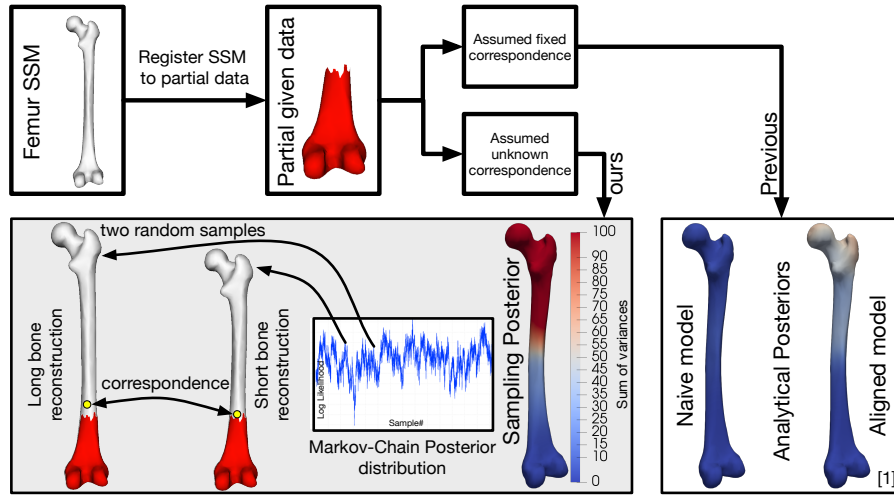 Femur SSM
Register SSM
to partial data
Partial given data
Assumed fixed
correspondence
Assumed
unknown
correspondence
ours
Previous
two random samples
Long bone
reconstruction
correspondence
Short bone
reconstruction
Log Likelihood
Sample#
Markov-Chain Posterior
distribution
Sampling Posterior
100
90
85
75
70
65
60
55
50
45
40
35
30
25
20
15
10
0
Sum of variances
Naive model
Analytical Posteriors
Aligned model
[1]